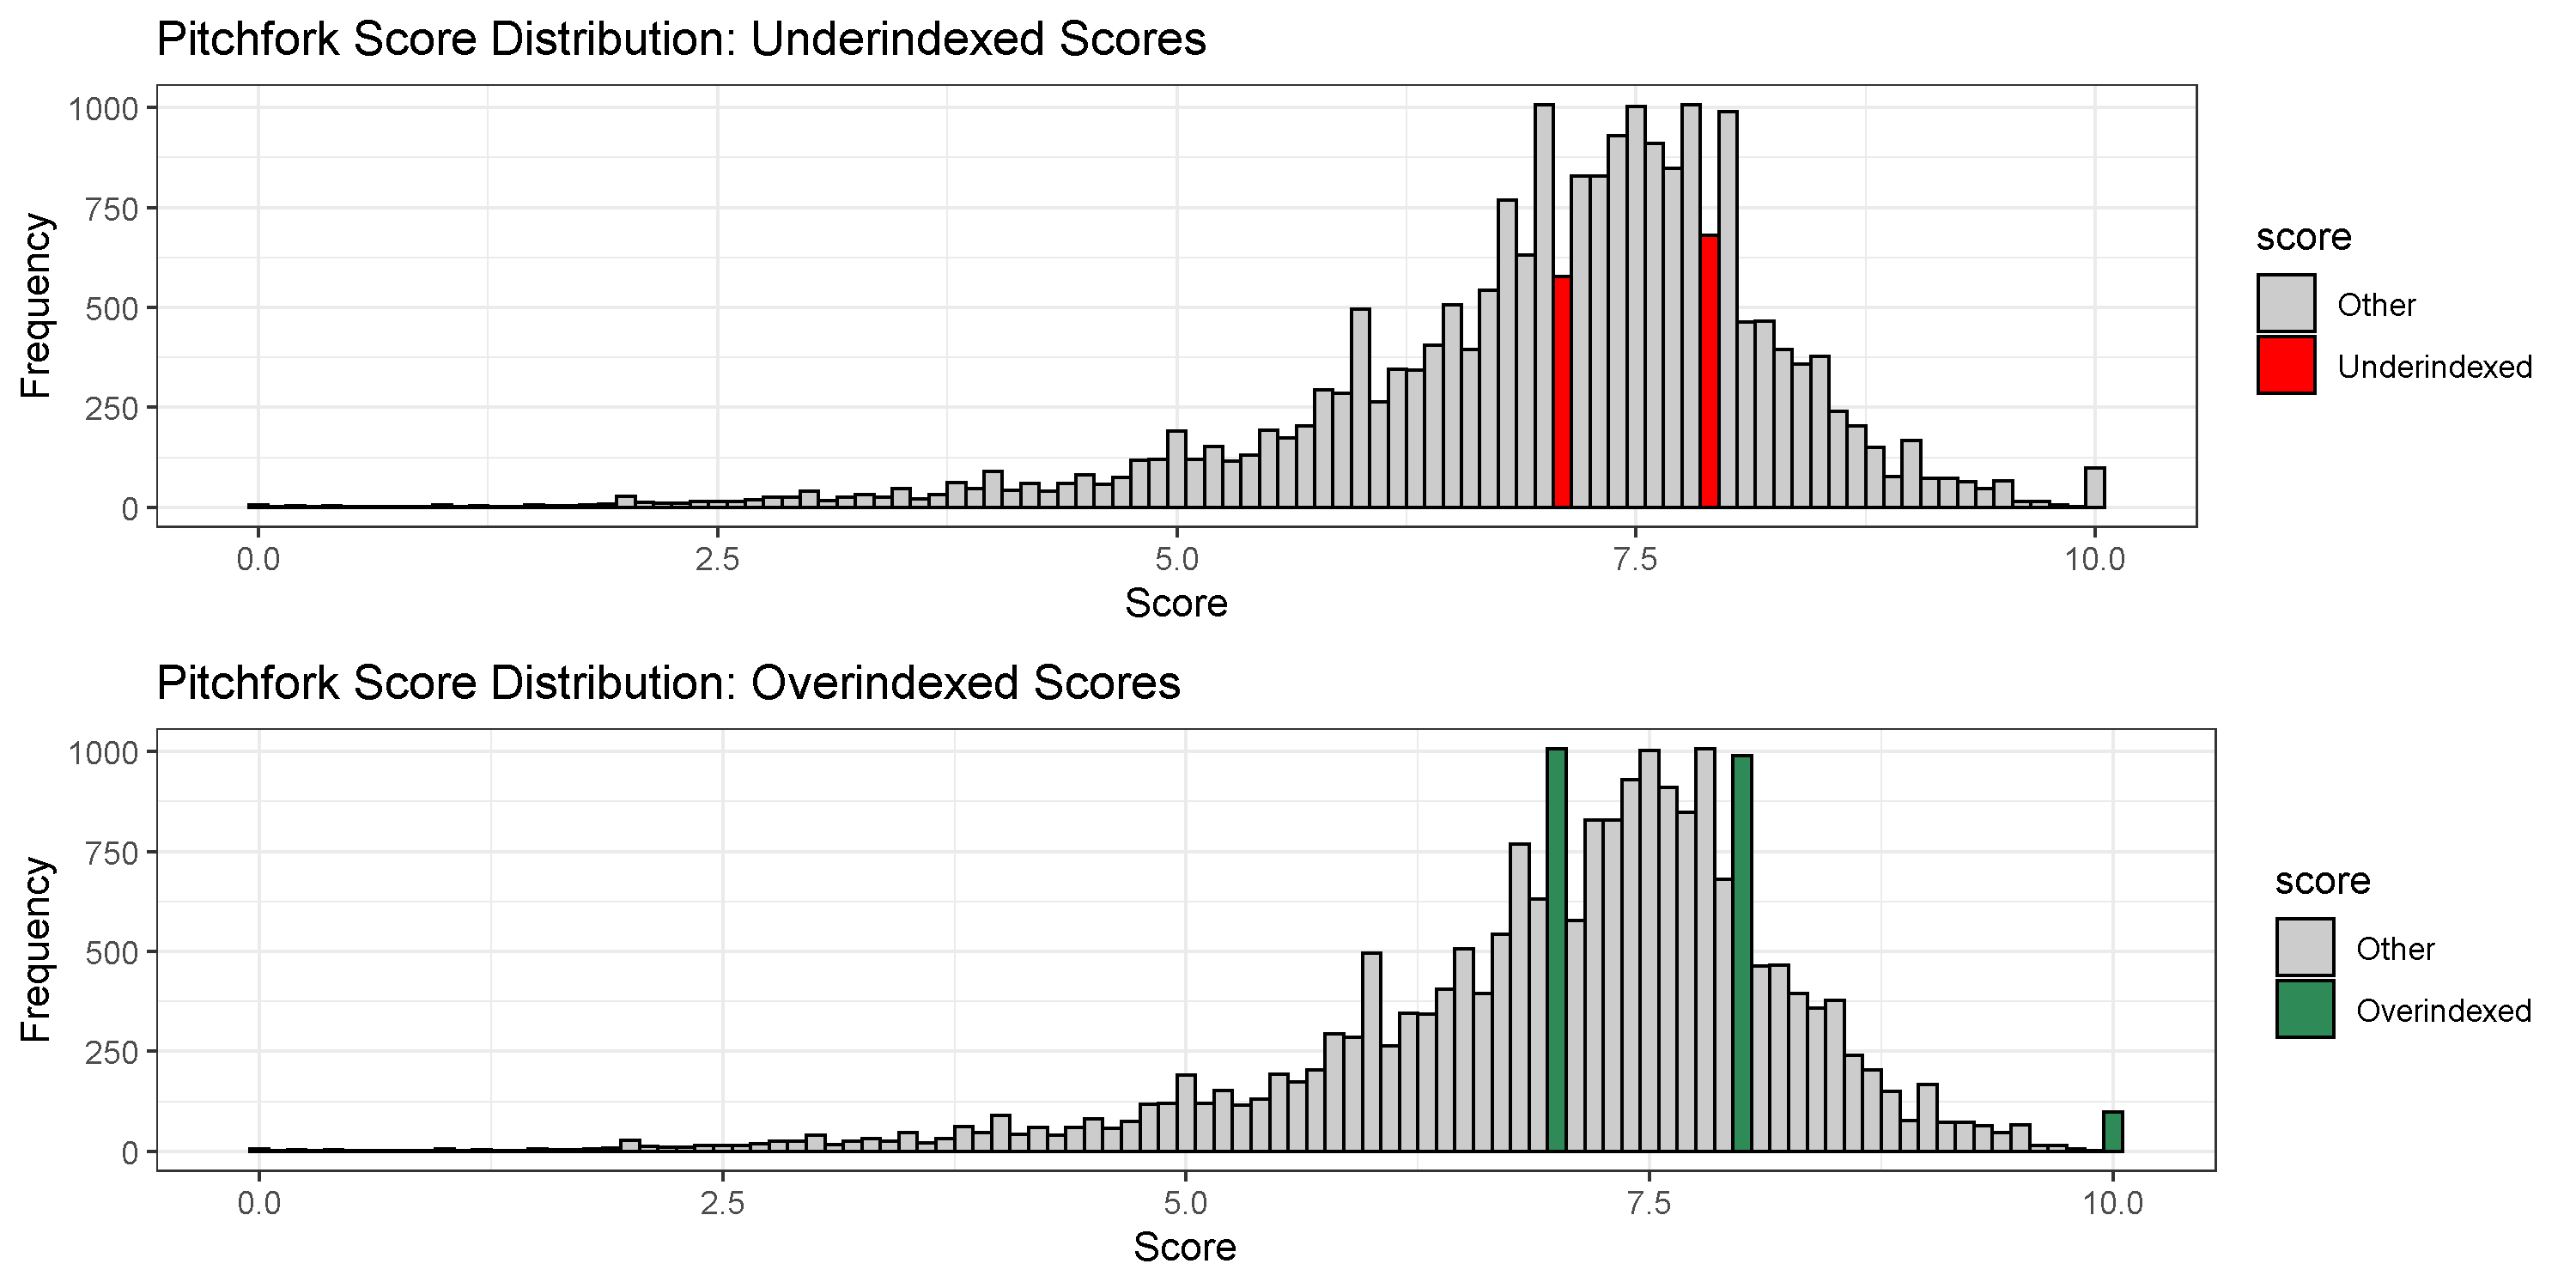 Pitchfork Score Distribution: Underindexed Scores
1000
750
500
250
0
Frequency
0.0 2.5 5.0 7.5 10.0
Score
score
Other
Underindexed
Pitchfork Score Distribution: Overindexed Scores
1000
750
500
250
0
Frequency
0.0 2.5 5.0 7.5 10.0
Score
score
Other
Overindexed